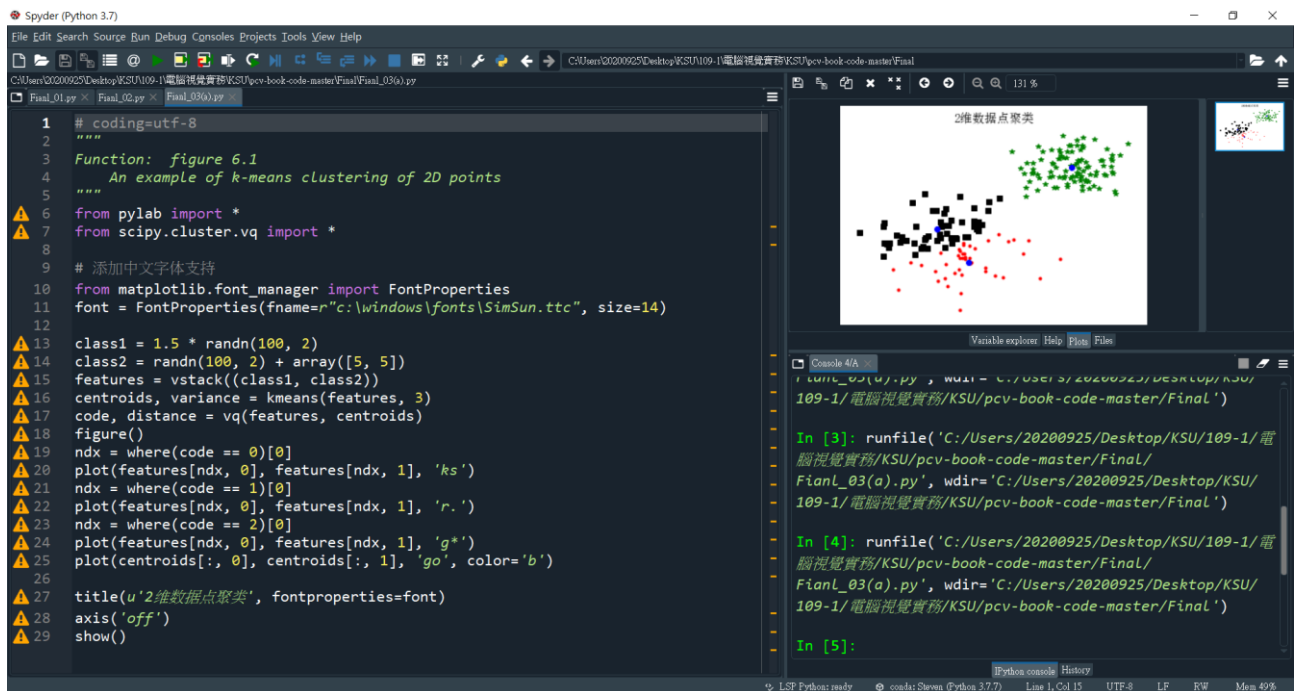 Spyder (Python 3.7)
File Edit Search Source Run Debug Consoles Projects Tools View Help
C:\Users\20200925\Desktop\KSU\109-1\電腦視覺實務\KSU\pcv-book-code-master\Final
C:\Users\20200925\Desktop\KSU\109-1\電腦視覺實務\KSU\pcv-book-code-master\Final\Fianl_03(a).py
Fianl_01.py Fianl_02.py Fianl_03(a).py
1 # coding=utf-8
2 """
3 Function: figure 6.1
4 An example of k-means clustering of 2D points
5 """
6 from pylab import *
7 from scipy.cluster.vq import *
8
9 # 添加中文字体支持
10 from matplotlib.font_manager import FontProperties
11 font = FontProperties(fname=r"c:\windows\fonts\SimSun.ttc", size=14)
12
13 class1 = 1.5 * randn(100, 2)
14 class2 = randn(100, 2) + array([5, 5])
15 features = vstack((class1, class2))
16 centroids, variance = kmeans(features, 3)
17 code, distance = vq(features, centroids)
18 figure()
19 ndx = where(code == 0)[0]
20 plot(features[ndx, 0], features[ndx, 1], 'ks')
21 ndx = where(code == 1)[0]
22 plot(features[ndx, 0], features[ndx, 1], 'r.')
23 ndx = where(code == 2)[0]
24 plot(features[ndx, 0], features[ndx, 1], 'g*')
25 plot(centroids[:, 0], centroids[:, 1], 'go', color='b')
26
27 title(u'2维数据点聚类', fontproperties=font)
28 axis('off')
29 show()
131 %
2维数据点聚类
Variable explorer Help Plots Files
Console 4/A
Fianl_03(a).py', wdir='C:/Users/20200925/Desktop/KSU/
109-1/電腦視覺實務/KSU/pcv-book-code-master/Final')
In [3]: runfile('C:/Users/20200925/Desktop/KSU/109-1/電
腦視覺實務/KSU/pcv-book-code-master/Final/
Fianl_03(a).py', wdir='C:/Users/20200925/Desktop/KSU/
109-1/電腦視覺實務/KSU/pcv-book-code-master/Final')
In [4]: runfile('C:/Users/20200925/Desktop/KSU/109-1/電
腦視覺實務/KSU/pcv-book-code-master/Final/
Fianl_03(a).py', wdir='C:/Users/20200925/Desktop/KSU/
109-1/電腦視覺實務/KSU/pcv-book-code-master/Final')
In [5]:
IPython console History
LSP Python: ready conda: Steven (Python 3.7.7) Line 1, Col 15 UTF-8 LF RW Mem 49%